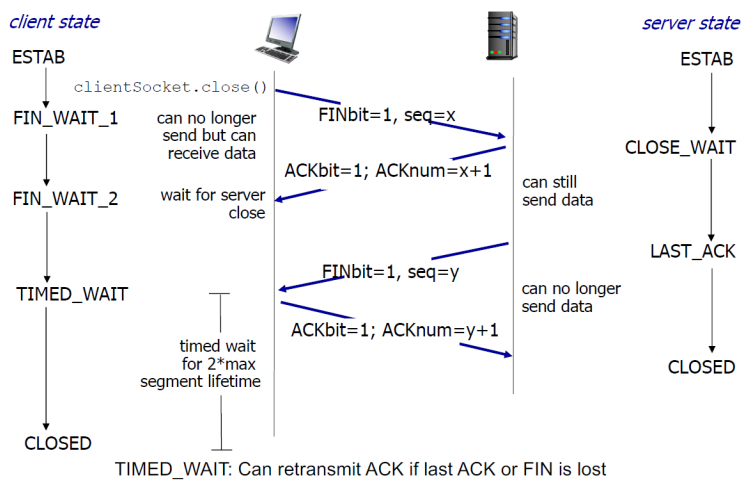 client state
server state
ESTAB
ESTAB
clientSocket.close()
FIN_WAIT_1
can no longer
send but can
receive data
FINbit=1, seq=x
CLOSE_WAIT
ACKbit=1; ACKnum=x+1
FIN_WAIT_2
wait for server
close
can still
send data
LAST_ACK
FINbit=1, seq=y
TIMED_WAIT
can no longer
send data
ACKbit=1; ACKnum=y+1
timed wait
for 2*max
segment lifetime
CLOSED
CLOSED
TIMED_WAIT: Can retransmit ACK if last ACK or FIN is lost